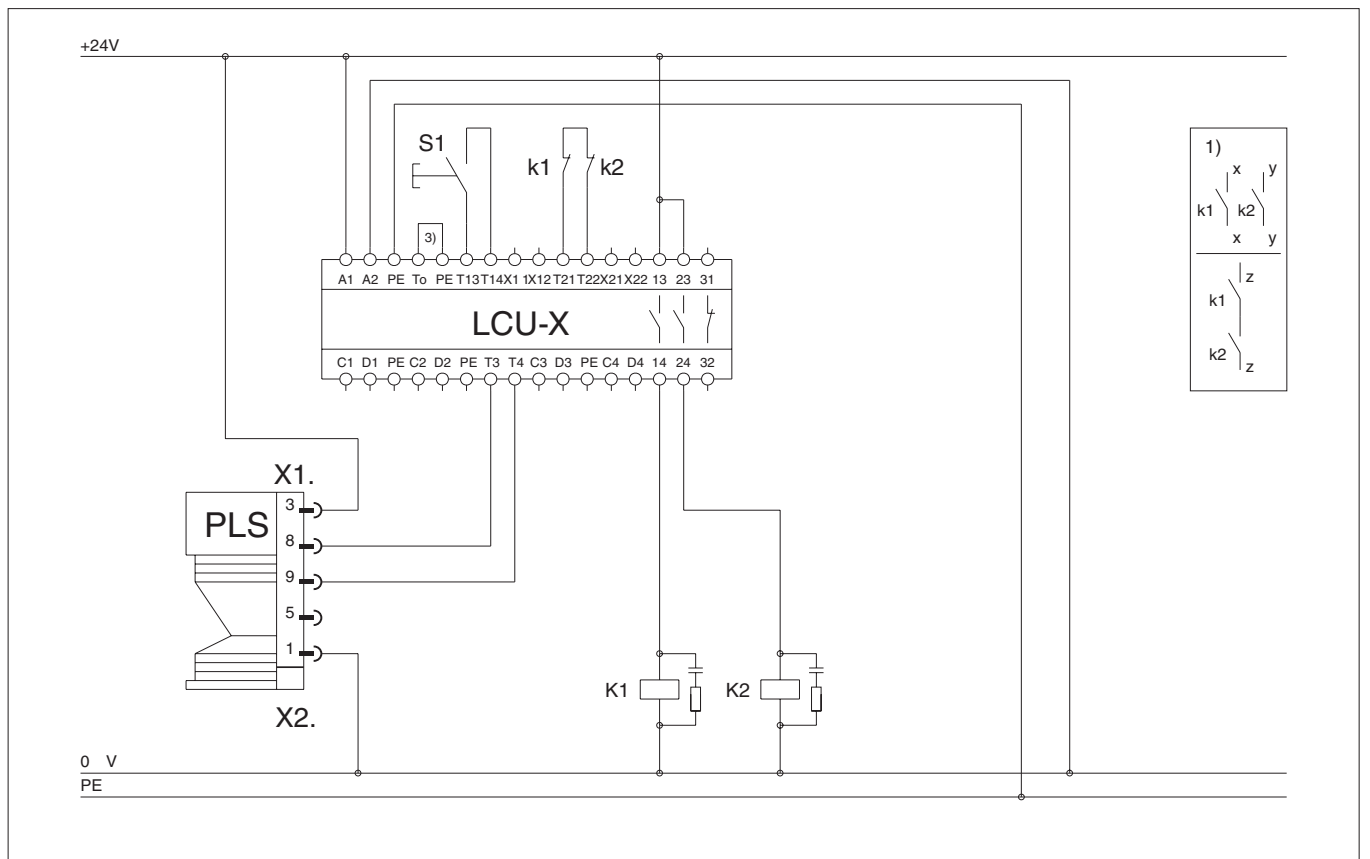 +24V
S1
k1
k2
3)
A1 A2 PE To PE T13 T14 X1 1X12 T21 T22 X21 X22 13 23 31
LCU-X
C1 D1 PE C2 D2 PE T3 T4 C3 D3 PE C4 D4 14 24 32
1)
x y
k1 k2
x y
z
k1
k2
z
X1.
PLS
3
8
9
5
1
X2.
K1
K2
0 V
PE